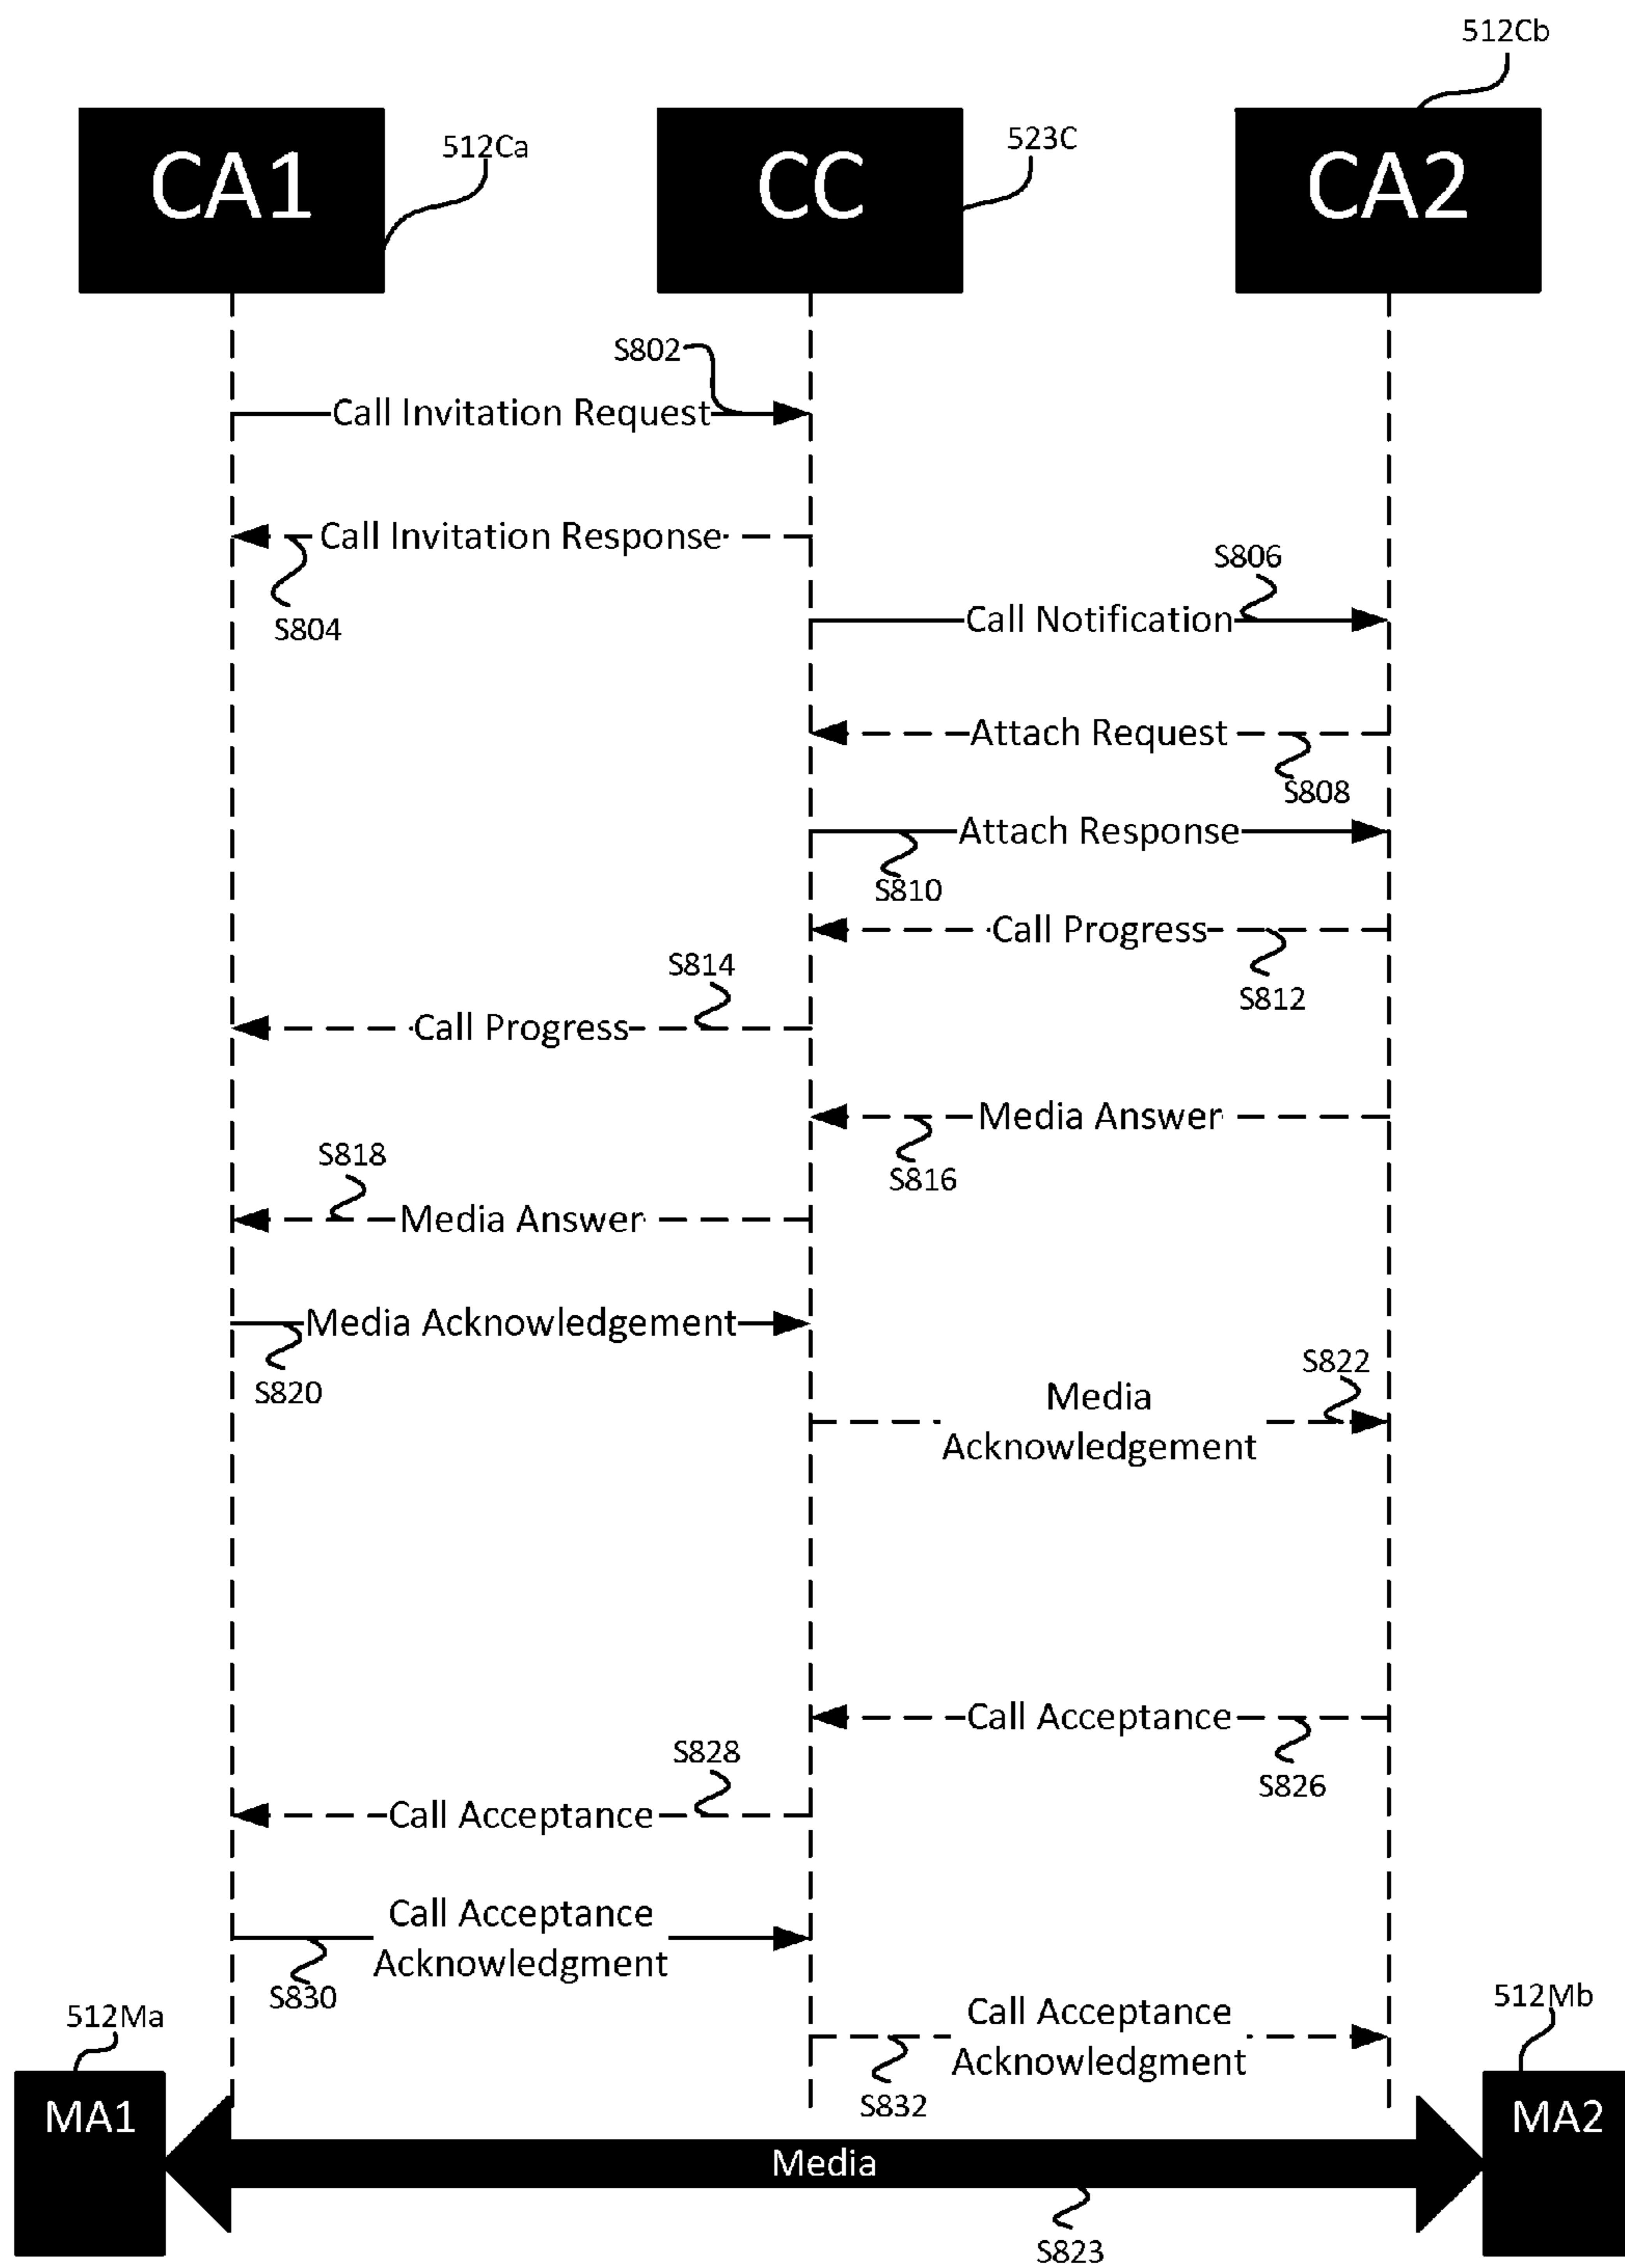 512Cb
512Ca
523C
CA1
CC
CA2
S802
Call Invitation Request
Call Invitation Response
S804
S806
Call Notification
Attach Request
S808
Attach Response
S810
Call Progress
S812
S814
Call Progress
Media Answer
S816
S818
Media Answer
Media Acknowledgement
S820
S822
Media
Acknowledgement
Call Acceptance
S826
S828
Call Acceptance
Call Acceptance
Acknowledgment
S830
Call Acceptance
Acknowledgment
S832
512Ma
512Mb
MA1
MA2
Media
S823